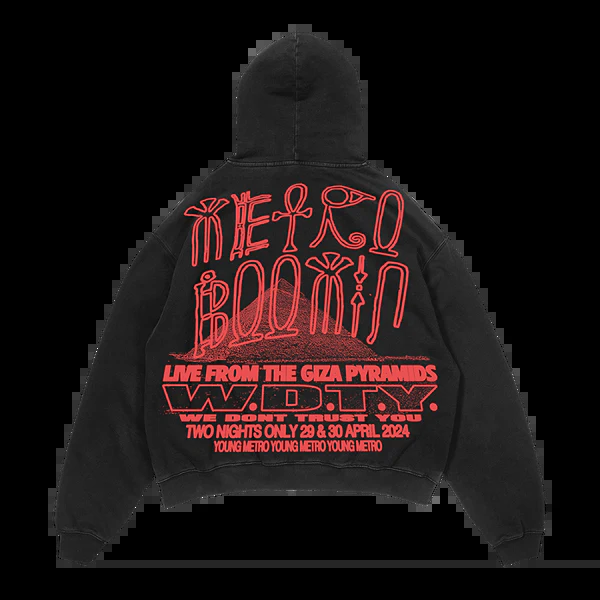 METRO
BOOMIN
LIVE FROM THE GIZA PYRAMIDS
W.D.T.Y.
WE DONT TRUST YOU
TWO NIGHTS ONLY 29 & 30 APRIL 2024
YOUNG METRO YOUNG METRO YOUNG METRO